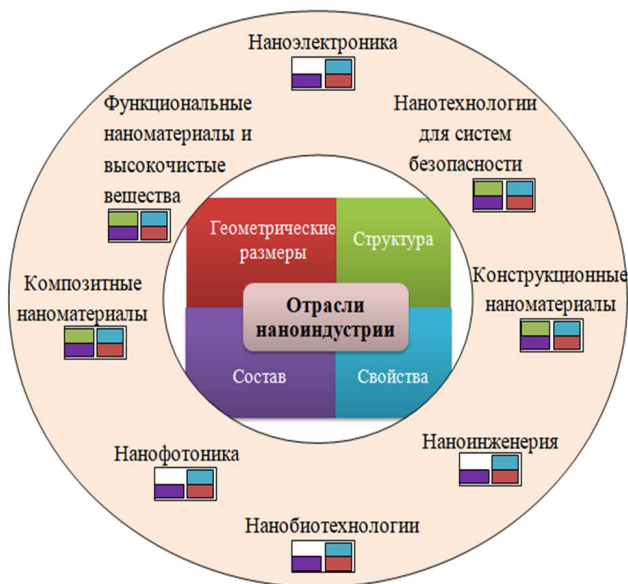 Наноэлектроника
Функциональные
наноматериалы и
высокочистые
вещества
Нанотехнологии
для систем
безопасности
Геометрические
размеры
Структура
Композитные
наноматериалы
Отрасли
наноиндустрии
Конструкционные
наноматериалы
Состав
Свойства
Нанофотоника
Наноинженерия
Нанобиотехнологии